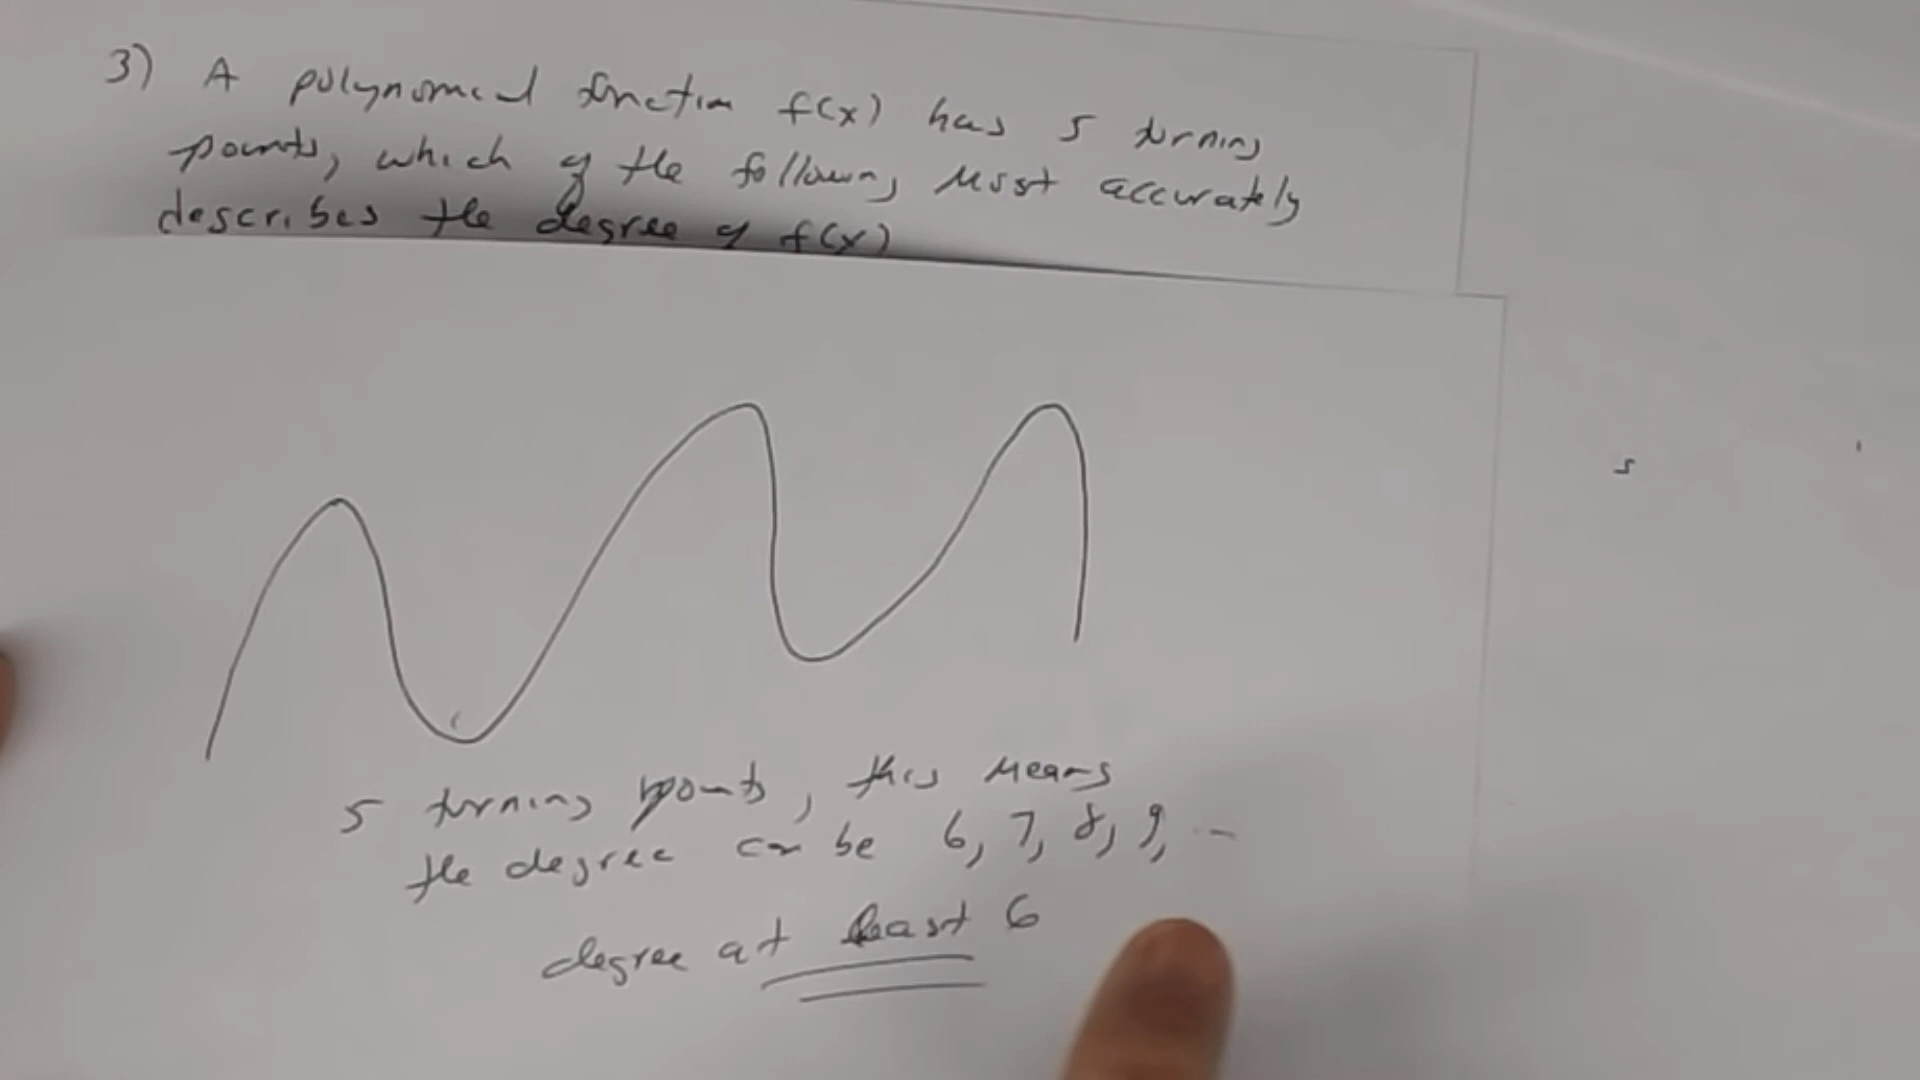 3) A polynomial function f(x) has 5 turning
points, which of the following most accurately
describes the degree of f(x)
5
5 turning points, this means
the degree can be 6, 7, 8, 9, ...
degree at least 6